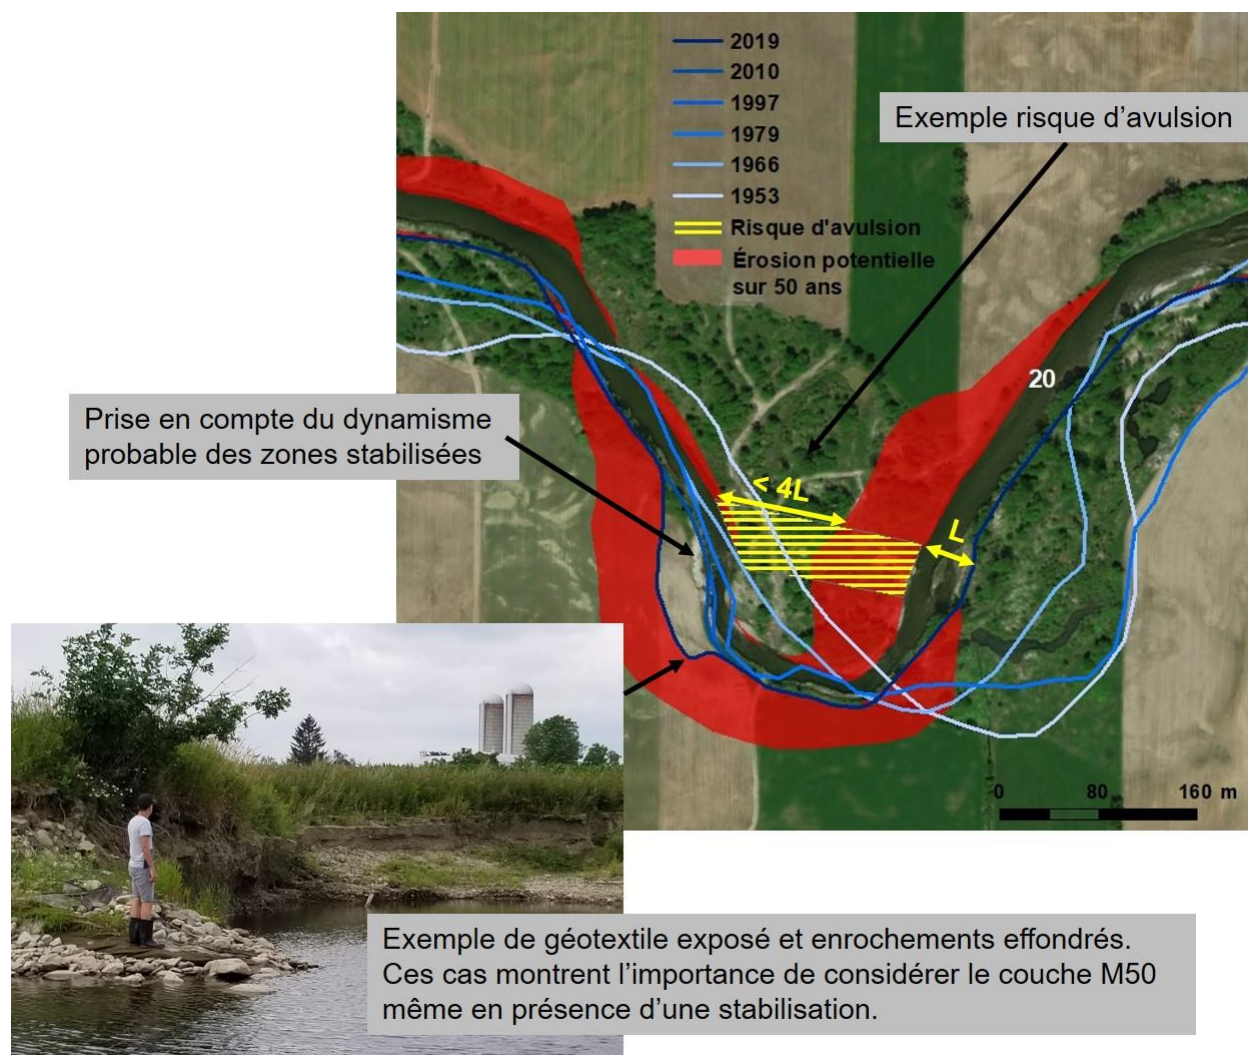 2019
2010
1997
1979
1966
1953
Risque d'avulsion
Érosion potentielle
sur 50 ans
Exemple risque d’avulsion
20
Prise en compte du dynamisme
probable des zones stabilisées
< 4L
L
0 80 160 m
Exemple de géotextile exposé et enrochements effondrés.
Ces cas montrent l’importance de considérer le couche M50
même en présence d’une stabilisation.